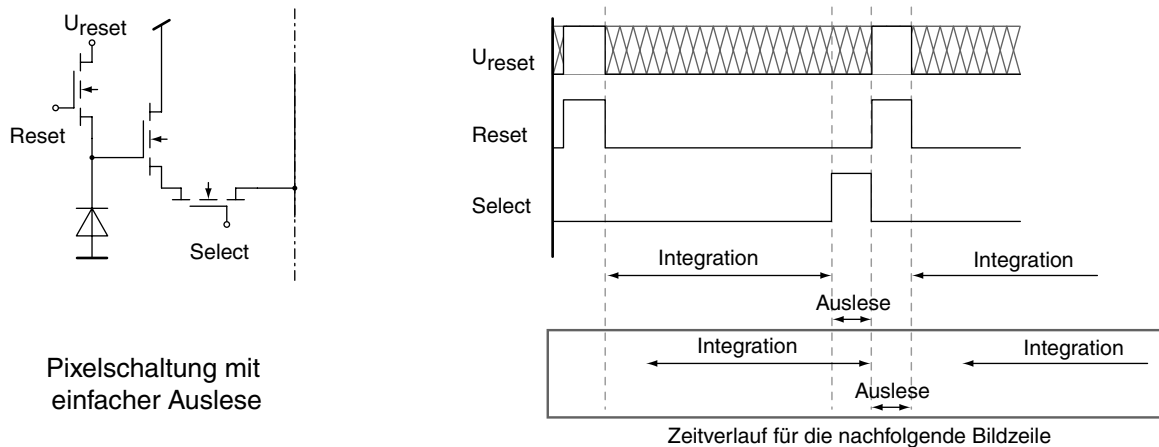 Ureset
Reset
Select
Pixelschaltung mit
einfacher Auslese
Ureset
Reset
Select
Integration
Integration
Auslese
Integration
Integration
Auslese
Zeitverlauf für die nachfolgende Bildzeile